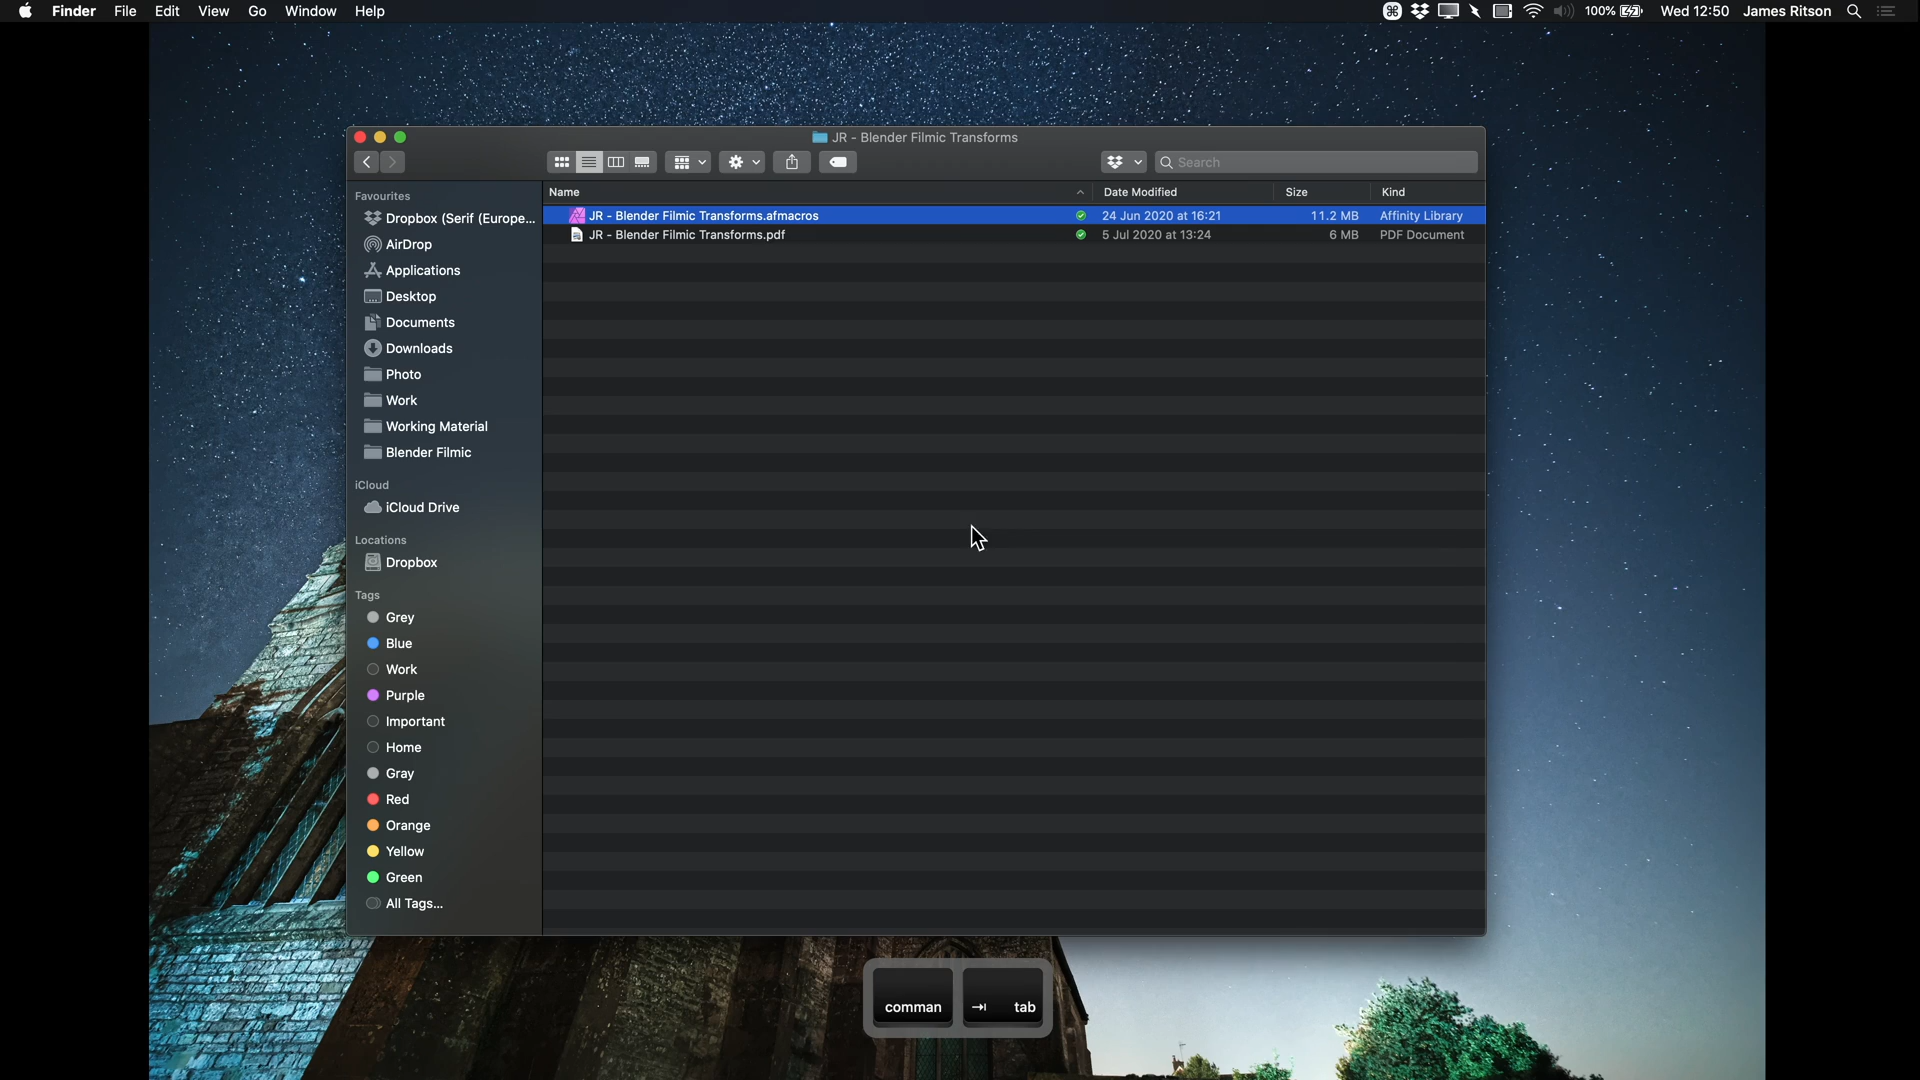 Finder File Edit View Go Window Help 100% Wed 12:50 James Ritson
JR - Blender Filmic Transforms
Search
Favourites
Dropbox (Serif (Europe...
AirDrop
Applications
Desktop
Documents
Downloads
Photo
Work
Working Material
Blender Filmic
iCloud
iCloud Drive
Locations
Dropbox
Tags
Grey
Blue
Work
Purple
Important
Home
Gray
Red
Orange
Yellow
Green
All Tags...
Name Date Modified Size Kind
JR - Blender Filmic Transforms.afmacros 24 Jun 2020 at 16:21 11.2 MB Affinity Library
JR - Blender Filmic Transforms.pdf 5 Jul 2020 at 13:24 6 MB PDF Document
comman tab